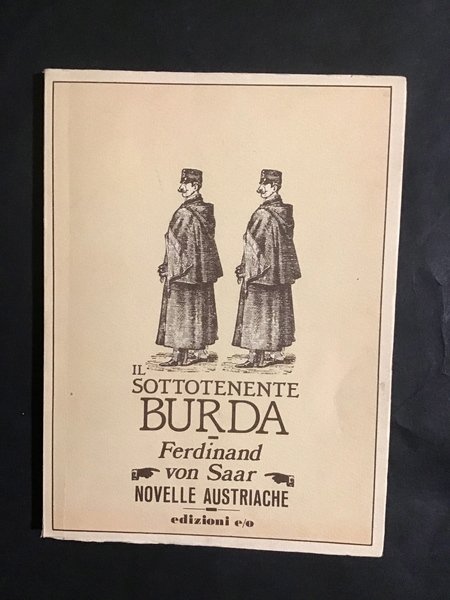 IL
SOTTOTENENTE
BURDA
Ferdinand
von Saar
NOVELLE AUSTRIACHE
edizioni e/o